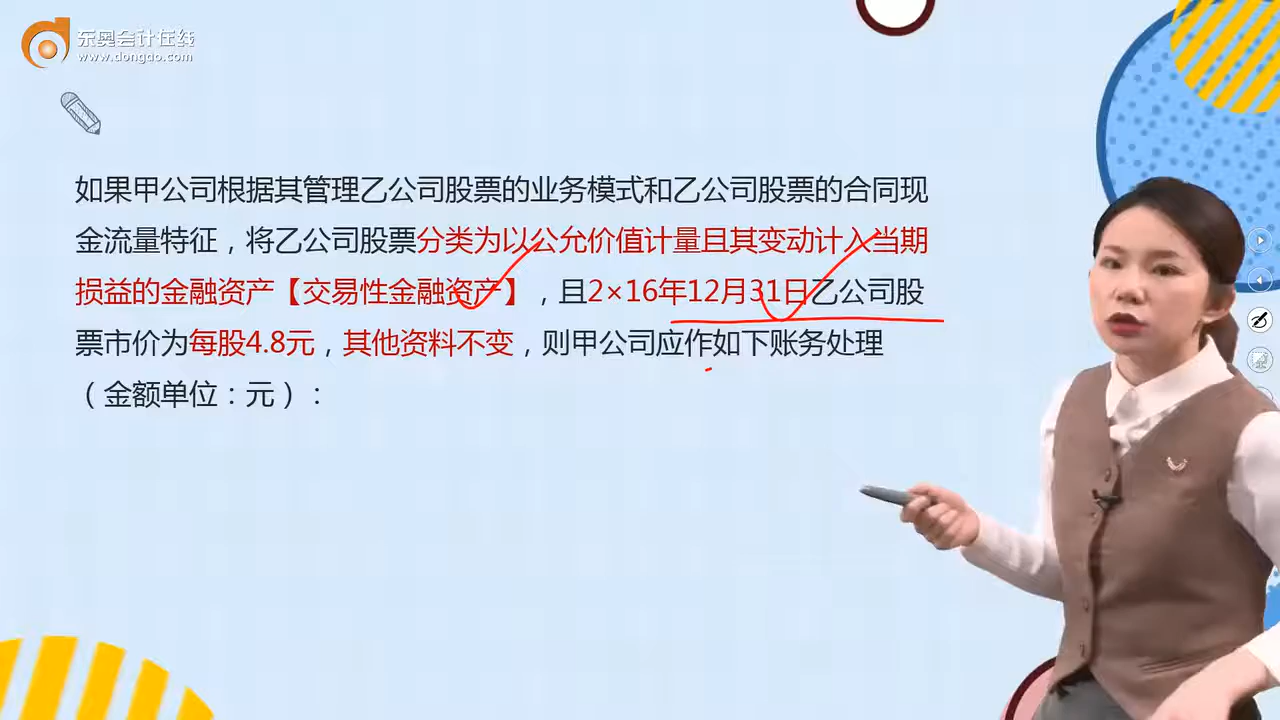 东奥会计在线
www.dongao.com
如果甲公司根据其管理乙公司股票的业务模式和乙公司股票的合同现
金流量特征，将乙公司股票分类为以公允价值计量且其变动计入当期
损益的金融资产【交易性金融资产】，且2×16年12月31日乙公司股
票市价为每股4.8元，其他资料不变，则甲公司应作如下账务处理
（金额单位：元）：